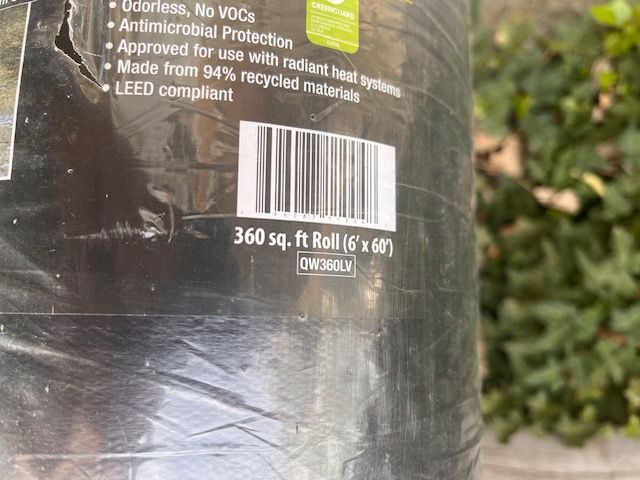 • Odorless, No VOCs
• Antimicrobial Protection
• Approved for use with radiant heat systems
• Made from 94% recycled materials
• LEED compliant
GREENGUARD
360 sq. ft Roll (6' x 60')
QW360LV